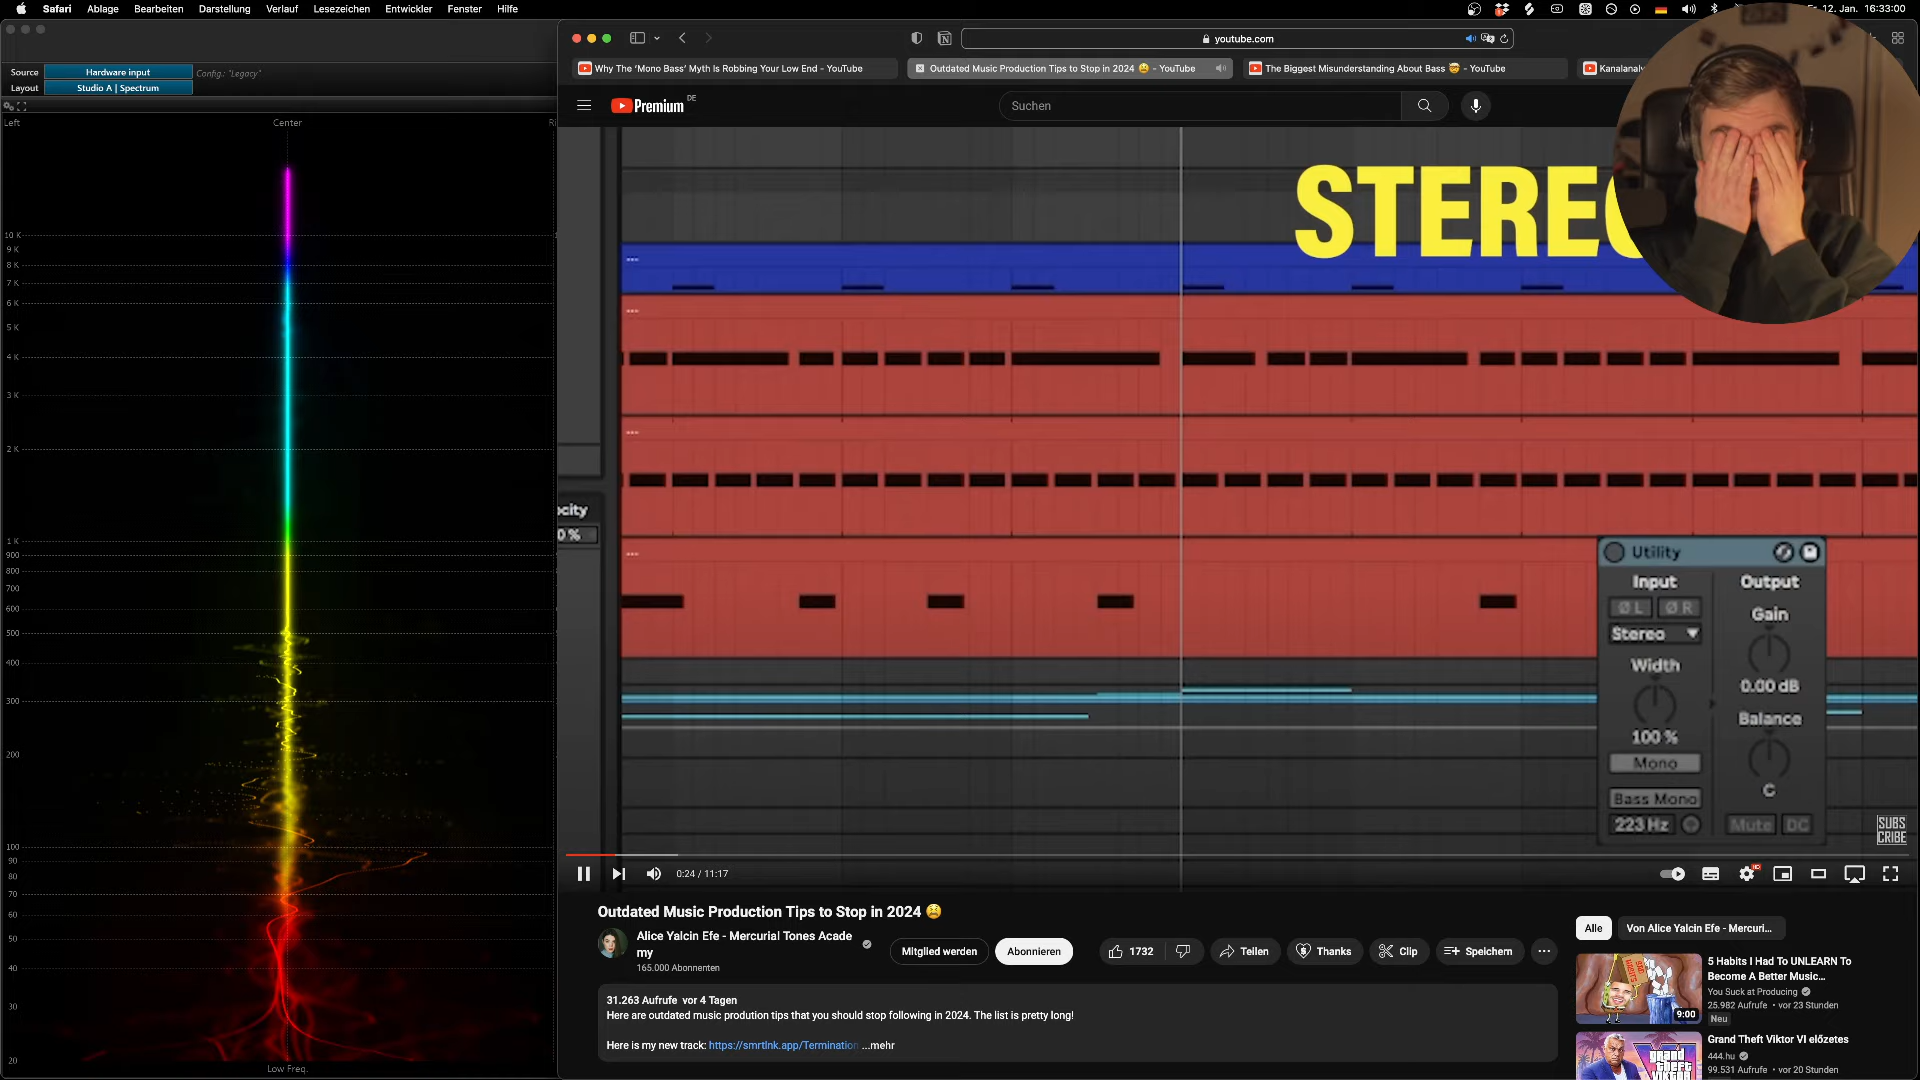 Safari Ablage Bearbeiten Darstellung Verlauf Lesezeichen Entwickler Fenster Hilfe
12. Jan. 16:33:00
Source Hardware input Config.: "Legacy"
Layout Studio A | Spectrum
Left Center
10 K
9 K
8 K
7 K
6 K
5 K
4 K
3 K
2 K
1 K
900
800
700
600
500
400
300
200
100
90
80
70
60
50
40
30
20
Low Freq.
youtube.com
Why The 'Mono Bass' Myth Is Robbing Your Low End - YouTube
Outdated Music Production Tips to Stop in 2024 😫 - YouTube
The Biggest Misunderstanding About Bass 🤯 - YouTube
Premium DE
Suchen
STEREO
Utility
Input Output
Ø L Ø R Gain
Stereo
Width
0.00 dB
Balance
100 %
Mono
C
Bass Mono
223 Hz Mute DC
SUBS
CRIBE
0:24 / 11:17
HD
Outdated Music Production Tips to Stop in 2024 😫
Alice Yalcin Efe - Mercurial Tones Acade
my
165.000 Abonnenten
Mitglied werden
Abonnieren
1732
Teilen
Thanks
Clip
Speichern
...
31.263 Aufrufe vor 4 Tagen
Here are outdated music prodution tips that you should stop following in 2024. The list is pretty long!
Here is my new track: https://smrtlnk.app/Termination ...mehr
Alle
Von Alice Yalcin Efe - Mercuri...
5 Habits I Had To UNLEARN To
Become A Better Music...
You Suck at Producing
25.982 Aufrufe • vor 23 Stunden
Neu
9:00
Grand Theft Viktor VI előzetes
444.hu
99.531 Aufrufe • vor 20 Stunden